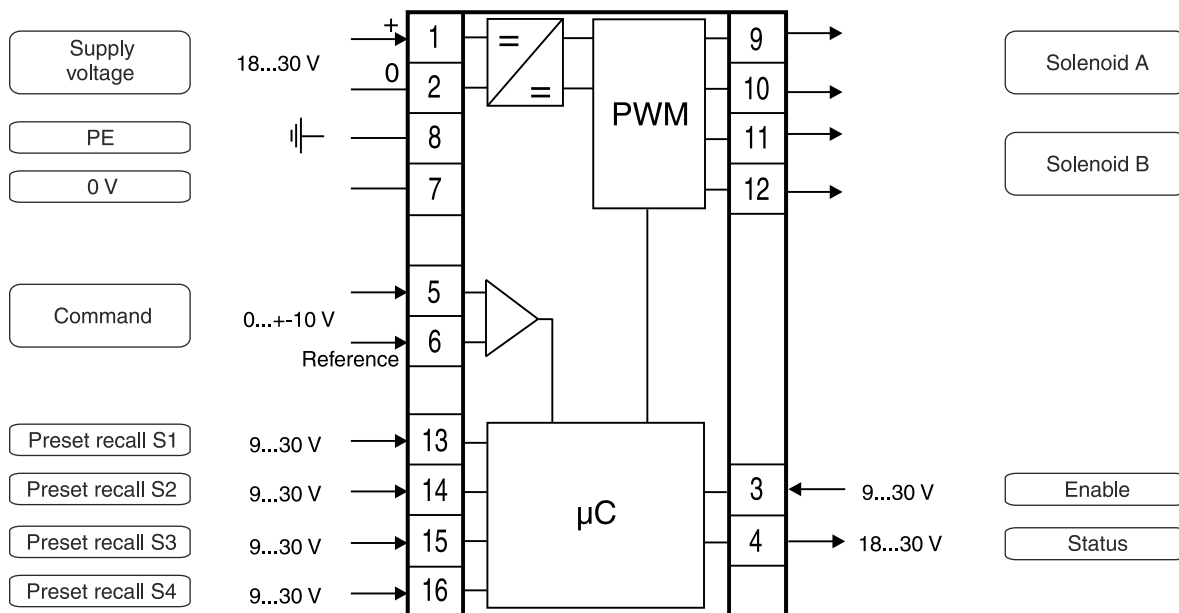 Supply
voltage
18...30 V
+
0
1
2
=
=
PWM
9
10
Solenoid A
PE
8
11
Solenoid B
0 V
7
12
Command
0...+-10 V
Reference
5
6
Preset recall S1
9...30 V
13
Preset recall S2
9...30 V
14
µC
3
9...30 V
Enable
Preset recall S3
9...30 V
15
4
18...30 V
Status
Preset recall S4
9...30 V
16